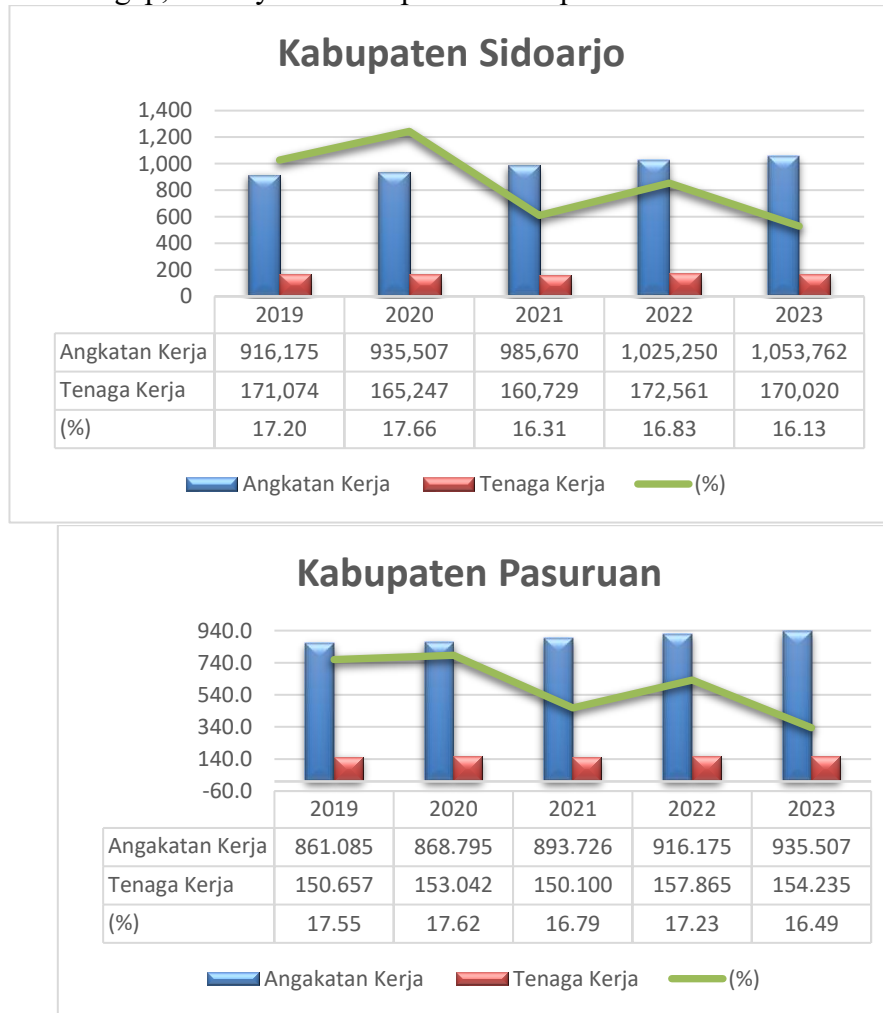 Kabupaten Sidoarjo
1,400
1,200
1,000
800
600
400
200
0
2019 2020 2021 2022 2023
Angkatan Kerja 916,175 935,507 985,670 1,025,250 1,053,762
Tenaga Kerja 171,074 165,247 160,729 172,561 170,020
(%) 17.20 17.66 16.31 16.83 16.13
Angkatan Kerja Tenaga Kerja (%)
Kabupaten Pasuruan
940.0
740.0
540.0
340.0
140.0
-60.0
2019 2020 2021 2022 2023
Angakatan Kerja 861.085 868.795 893.726 916.175 935.507
Tenaga Kerja 150.657 153.042 150.100 157.865 154.235
(%) 17.55 17.62 16.79 17.23 16.49
Angakatan Kerja Tenaga Kerja (%)